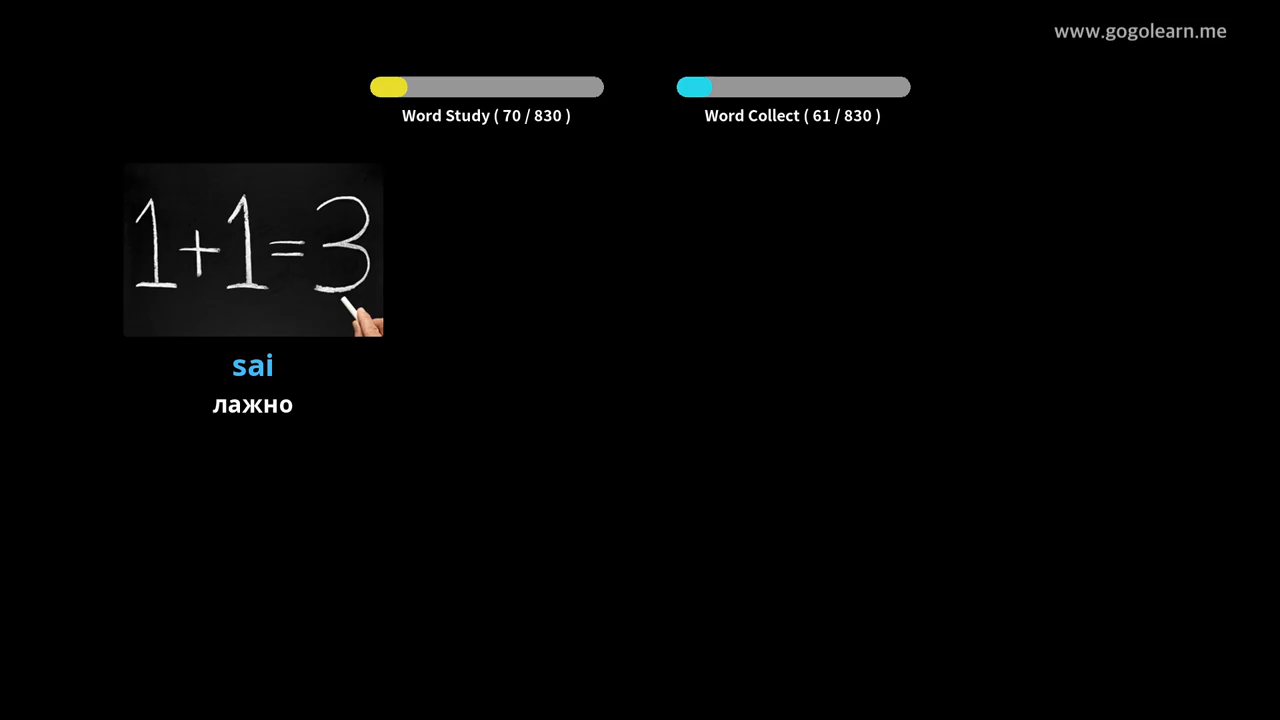 www.gogolearn.me
Word Study ( 70 / 830 )
Word Collect ( 61 / 830 )
1+1=3
sai
лажно